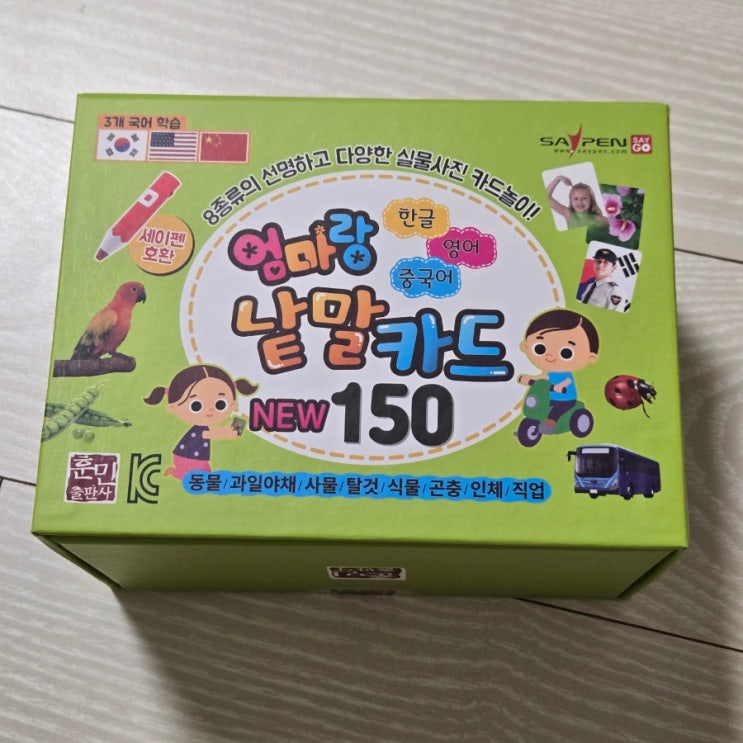 3개 국어 학습
SAYPEN
www.saypen.com
SAY
GO
8종류의 선명하고 다양한 실물사진 카드놀이!
세이펜
호환
엄마랑
한글
영어
중국어
낱말카드
NEW 150
훈민
출판사
동물/과일야채/사물/탈것/식물/곤충/인체/직업